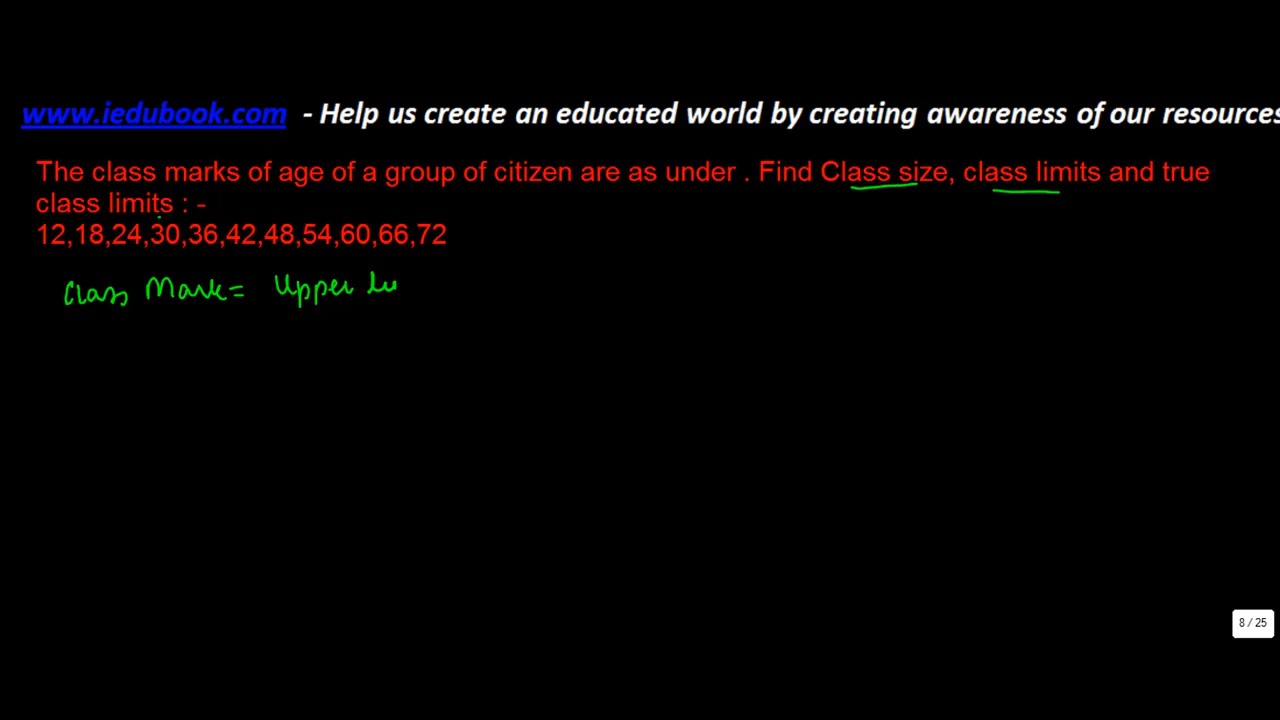 www.iedubook.com - Help us create an educated world by creating awareness of our resources
The class marks of age of a group of citizen are as under . Find Class size, class limits and true
class limits : -
12,18,24,30,36,42,48,54,60,66,72
Class Mark= Upper
8 / 25